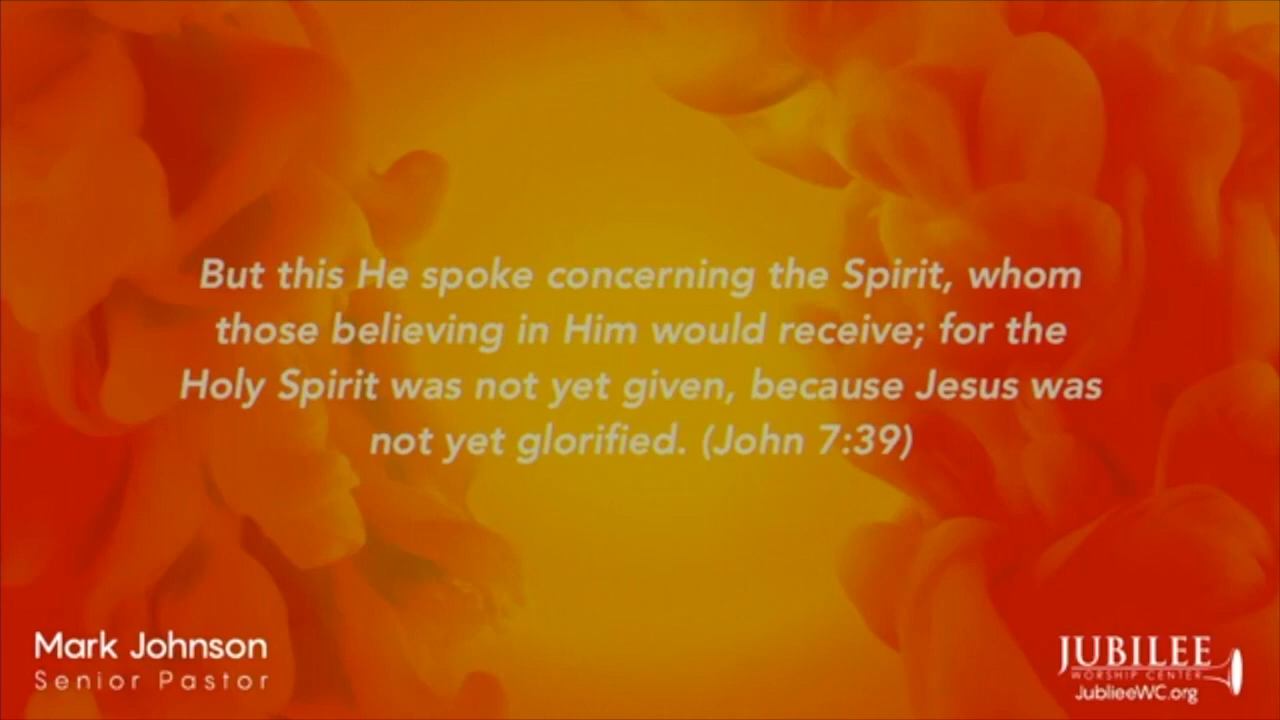 But this He spoke concerning the Spirit, whom
those believing in Him would receive; for the
Holy Spirit was not yet given, because Jesus was
not yet glorified. (John 7:39)
Mark Johnson
Senior Pastor
JUBILEE
WORSHIP CENTER
JublieeWC.org